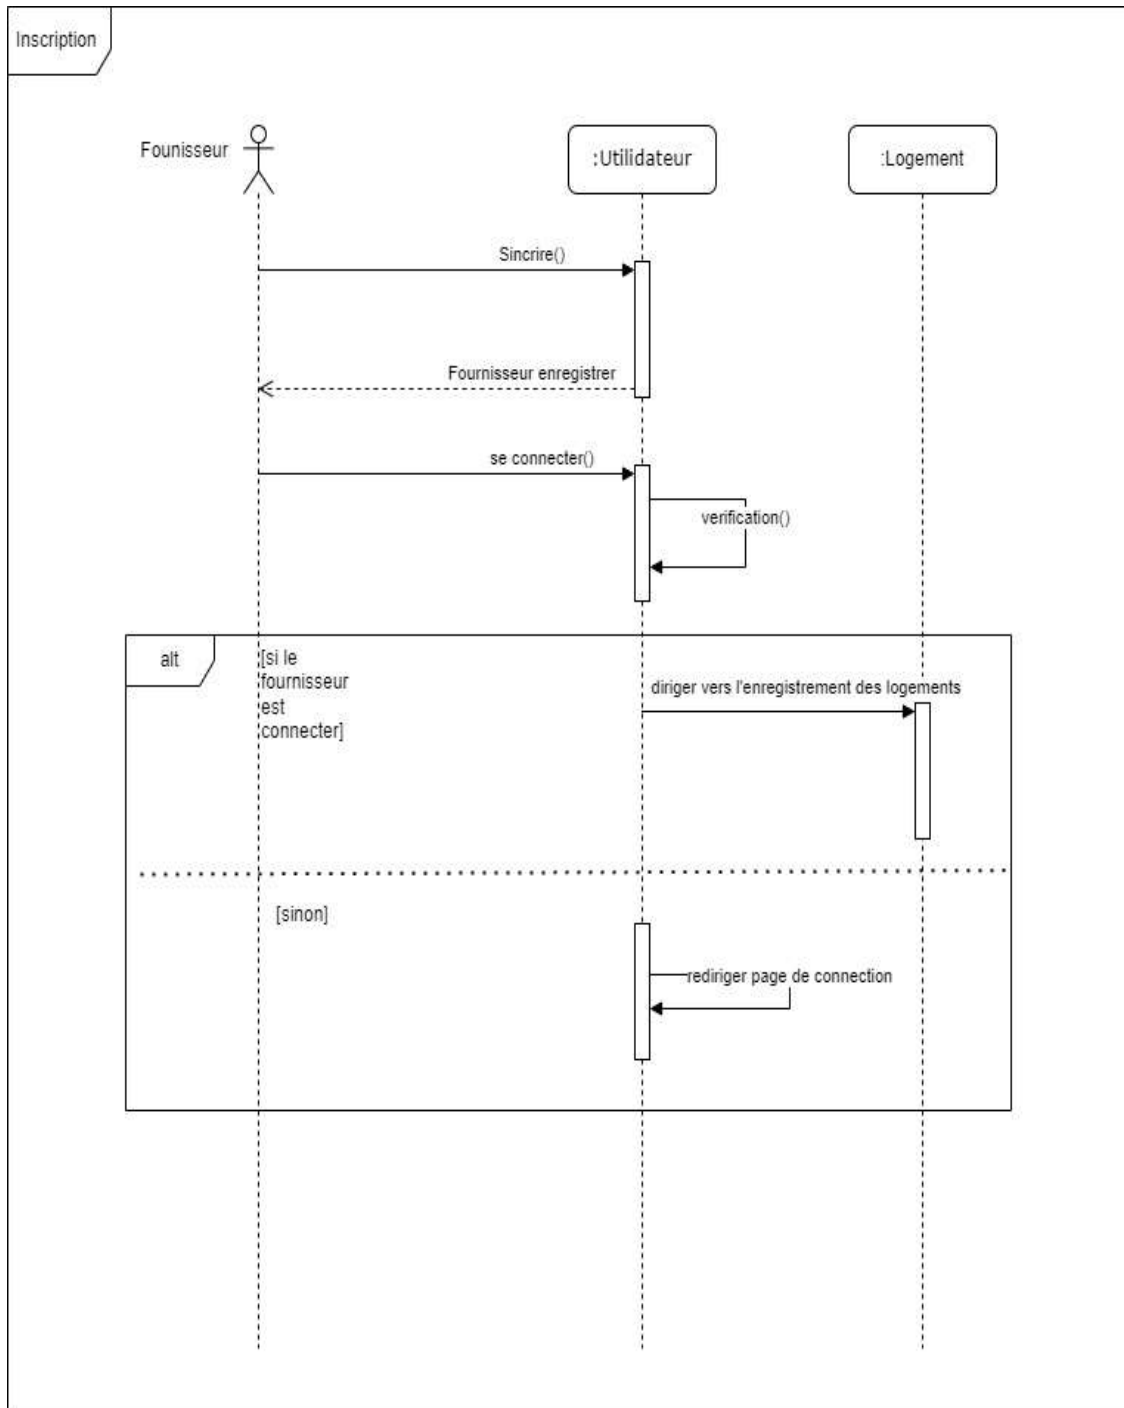 Inscription
Founisseur
:Utilidateur
:Logement
Sincrire()
Fournisseur enregistrer
se connecter()
verification()
alt
[si le
fournisseur
est
connecter]
diriger vers l'enregistrement des logements
[sinon]
rediriger page de connection